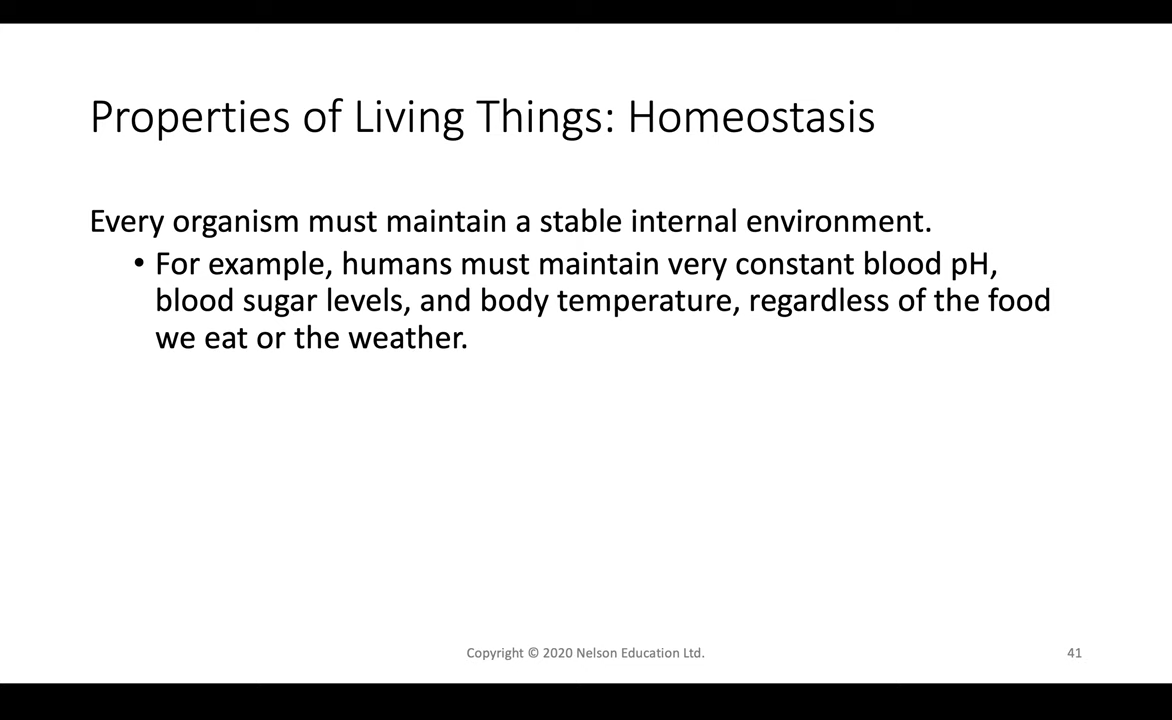 Properties of Living Things: Homeostasis
Every organism must maintain a stable internal environment.
• For example, humans must maintain very constant blood pH,
blood sugar levels, and body temperature, regardless of the food
we eat or the weather.
Copyright © 2020 Nelson Education Ltd.
41